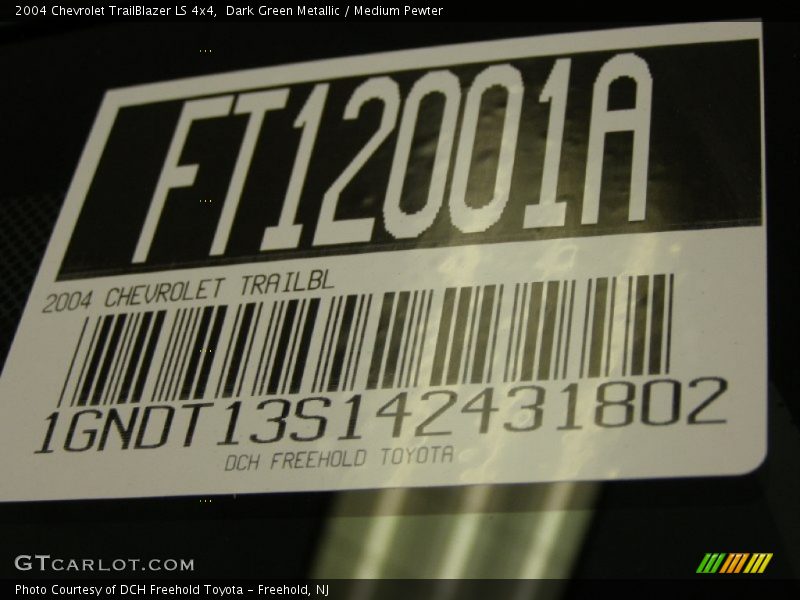 2004 Chevrolet TrailBlazer LS 4x4, Dark Green Metallic / Medium Pewter
FT12001A
2004 CHEVROLET TRAILBL
1GNDT13S142431802
DCH FREEHOLD TOYOTA
GTCARLOT.COM
Photo Courtesy of DCH Freehold Toyota - Freehold, NJ